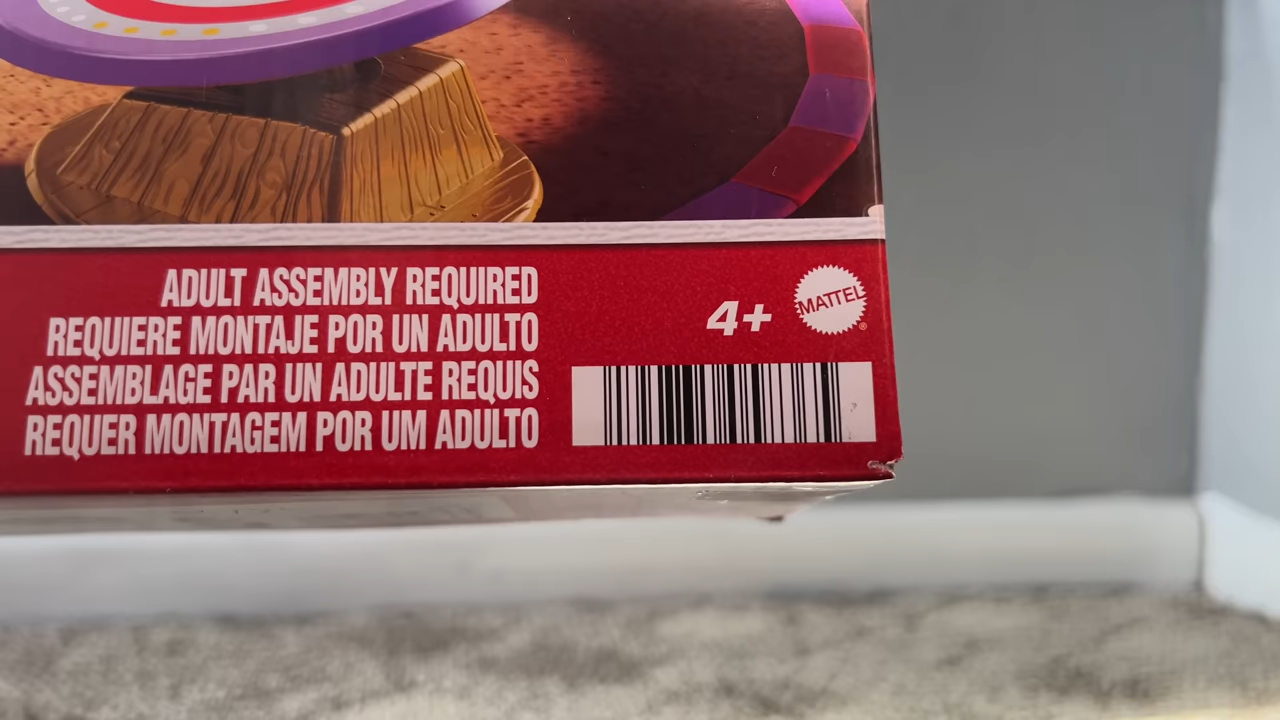 ADULT ASSEMBLY REQUIRED
REQUIERE MONTAJE POR UN ADULTO
ASSEMBLAGE PAR UN ADULTE REQUIS
REQUER MONTAGEM POR UM ADULTO
4+
MATTEL®